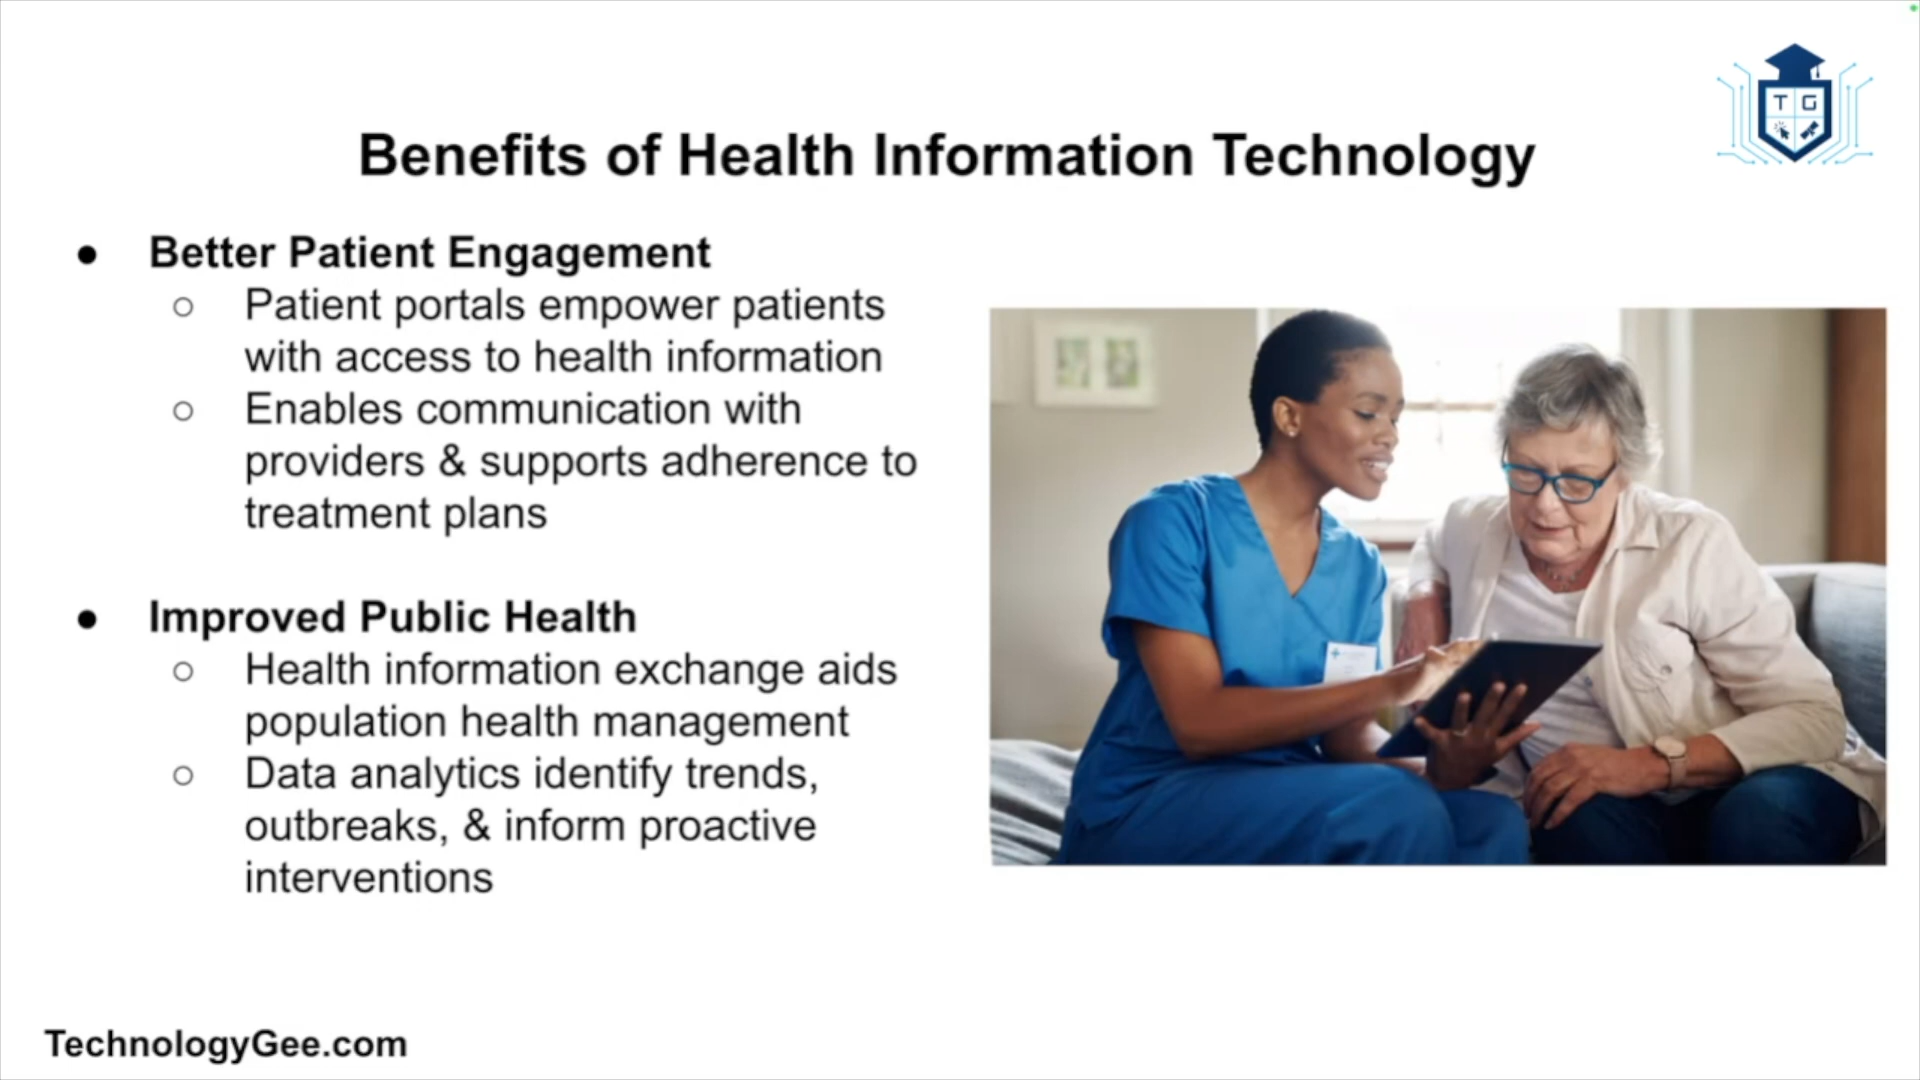 T G
Benefits of Health Information Technology
● Better Patient Engagement
○ Patient portals empower patients
with access to health information
○ Enables communication with
providers & supports adherence to
treatment plans
● Improved Public Health
○ Health information exchange aids
population health management
○ Data analytics identify trends,
outbreaks, & inform proactive
interventions
TechnologyGee.com